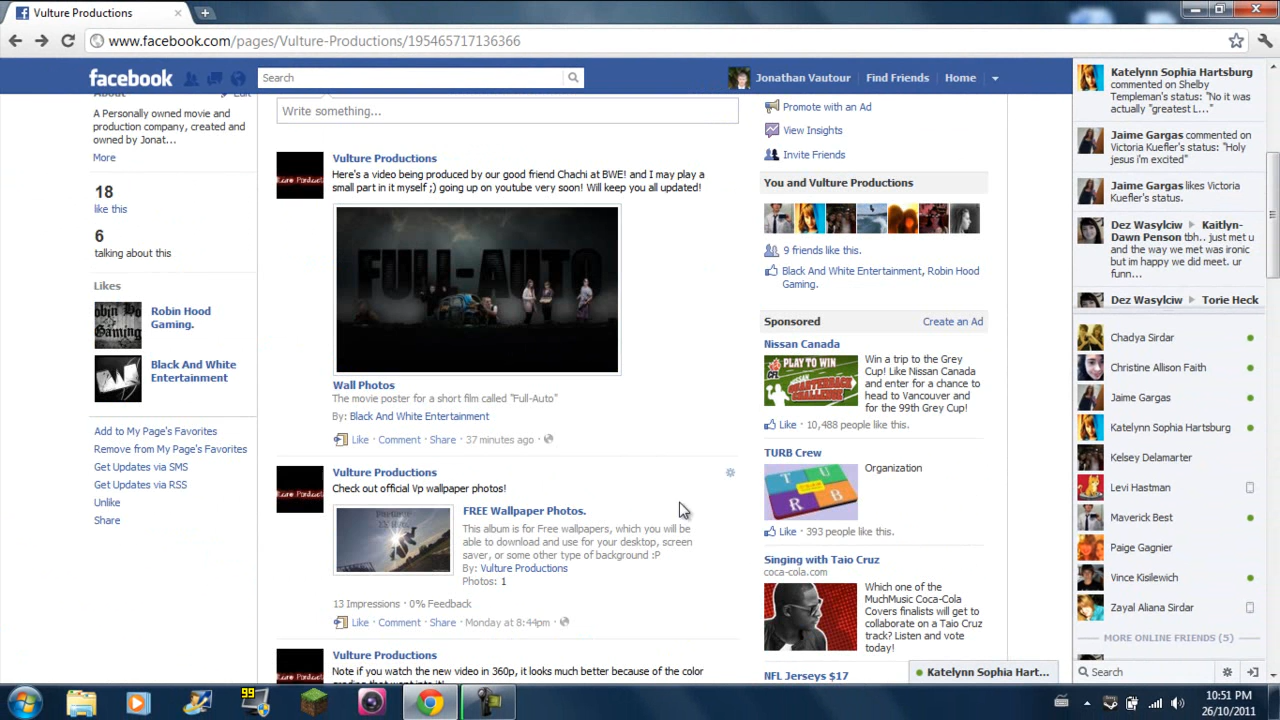 Vulture Productions
www.facebook.com/pages/Vulture-Productions/195465717136366
facebook
Search
Jonathan Vautour
Find Friends
Home
About
Edit
A Personally owned movie and
production company, created and
owned by Jonat...
More
18
like this
6
talking about this
Likes
Robin Hood
Gaming.
Black And White
Entertainment
Add to My Page's Favorites
Remove from My Page's Favorites
Get Updates via SMS
Get Updates via RSS
Unlike
Share
Write something...
Vulture Productions
Here's a video being produced by our good friend Chachi at BWE! and I may play a
small part in it myself ;) going up on youtube very soon! Will keep you all updated!
FULL-AUTO
Wall Photos
The movie poster for a short film called "Full-Auto"
By: Black And White Entertainment
Like · Comment · Share · 37 minutes ago ·
Vulture Productions
Check out official Vp wallpaper photos!
FREE Wallpaper Photos.
This album is for Free wallpapers, which you will be
able to download and use for your desktop, screen
saver, or some other type of background :P
By: Vulture Productions
Photos: 1
13 Impressions · 0% Feedback
Like · Comment · Share · Monday at 8:44pm ·
Vulture Productions
Note if you watch the new video in 360p, it looks much better because of the color
Promote with an Ad
View Insights
Invite Friends
You and Vulture Productions
9 friends like this.
Black And White Entertainment, Robin Hood
Gaming.
Sponsored
Create an Ad
Nissan Canada
PLAY TO WIN
CFL
Win a trip to the Grey
Cup! Like Nissan Canada
and enter for a chance to
head to Vancouver and
for the 99th Grey Cup!
Like · 10,488 people like this.
TURB Crew
T U
R B
Organization
Like · 393 people like this.
Singing with Taio Cruz
coca-cola.com
Which one of the
MuchMusic Coca-Cola
Covers finalists will get to
collaborate on a Taio Cruz
track? Listen and vote
today!
NFL Jerseys $17
Katelynn Sophia Hart...
Katelynn Sophia Hartsburg
commented on Shelby
Templeman's status: "No it was
actually "greatest L..."
Jaime Gargas commented on
Victoria Kuefler's status: "Holy
jesus i'm excited"
Jaime Gargas likes Victoria
Kuefler's status.
Dez Wasylciw Kaitlyn-
Dawn Penson tbh.. just met u
and the way we met was ironic
but im happy we did meet. ur
funn...
Dez Wasylciw Torie Heck
Chadya Sirdar
Christine Allison Faith
Jaime Gargas
Katelynn Sophia Hartsburg
Kelsey Delamarter
Levi Hastman
Maverick Best
Paige Gagnier
Vince Kisilewich
Zayal Aliana Sirdar
MORE ONLINE FRIENDS (5)
Search
99
10:51 PM
26/10/2011